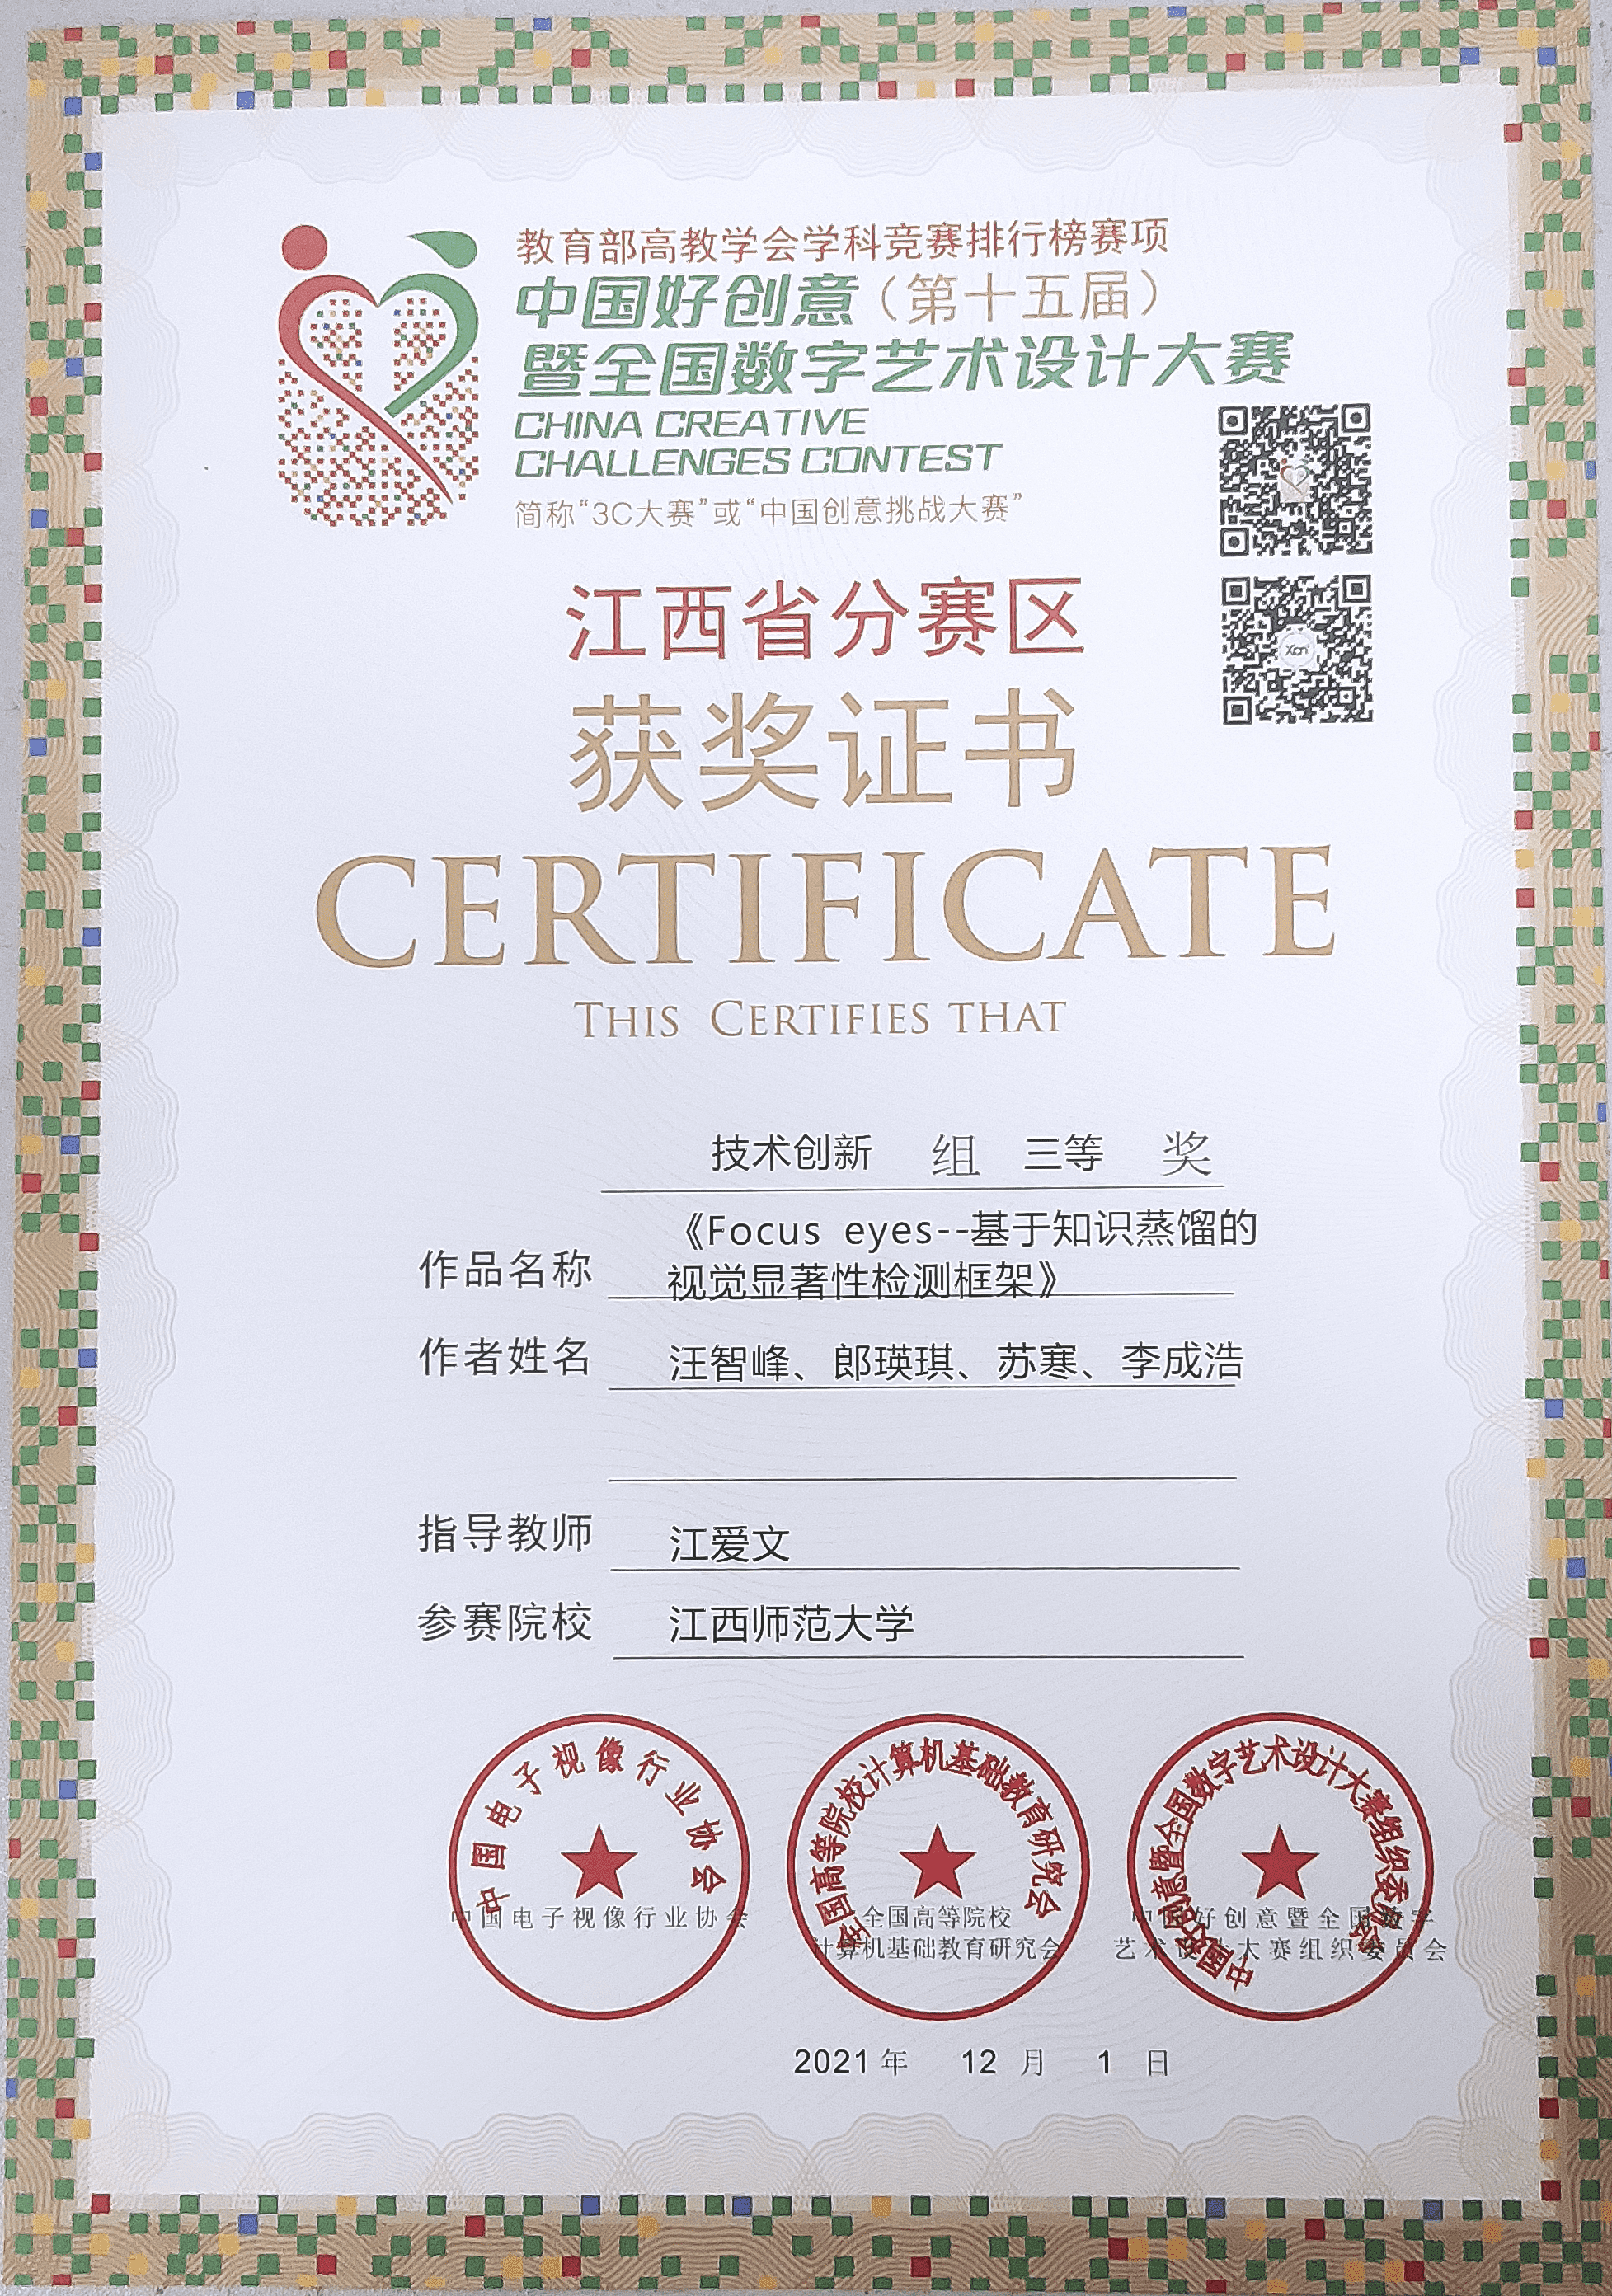 教育部高教学会学科竞赛排行榜赛项
中国好创意（第十五届）
暨全国数字艺术设计大赛
CHINA CREATIVE
CHALLENGES CONTEST
简称“3C大赛”或“中国创意挑战大赛”
Xon
江西省分赛区
获奖证书
CERTIFICATE
THIS CERTIFIES THAT
技术创新 组 三等 奖
作品名称 《Focus eyes--基于知识蒸馏的
视觉显著性检测框架》
作者姓名 汪智峰、郎瑛琪、苏寒、李成浩
指导教师 江爱文
参赛院校 江西师范大学
中国电子视像行业协会
全国高等院校计算机基础教育研究会
中国好创意暨全国数字艺术设计大赛组织委员会
中国电子视像行业协会
全国高等院校
计算机基础教育研究会
中国好创意暨全国数字
艺术设计大赛组织委员会
2021 年 12 月 1 日